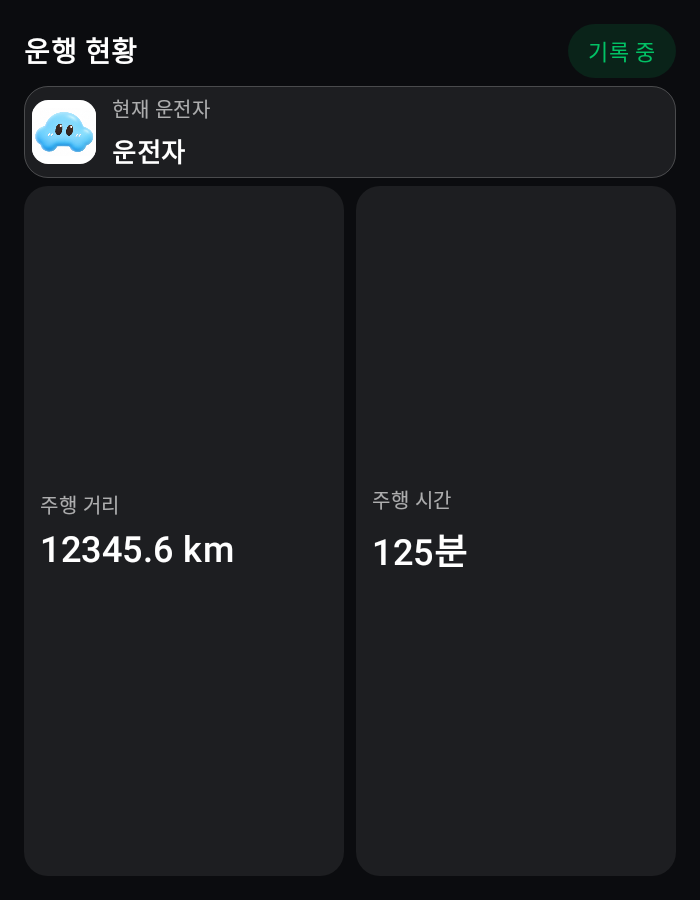 운행 현황
기록 중
현재 운전자
운전자
주행 거리
12345.6 km
주행 시간
125분